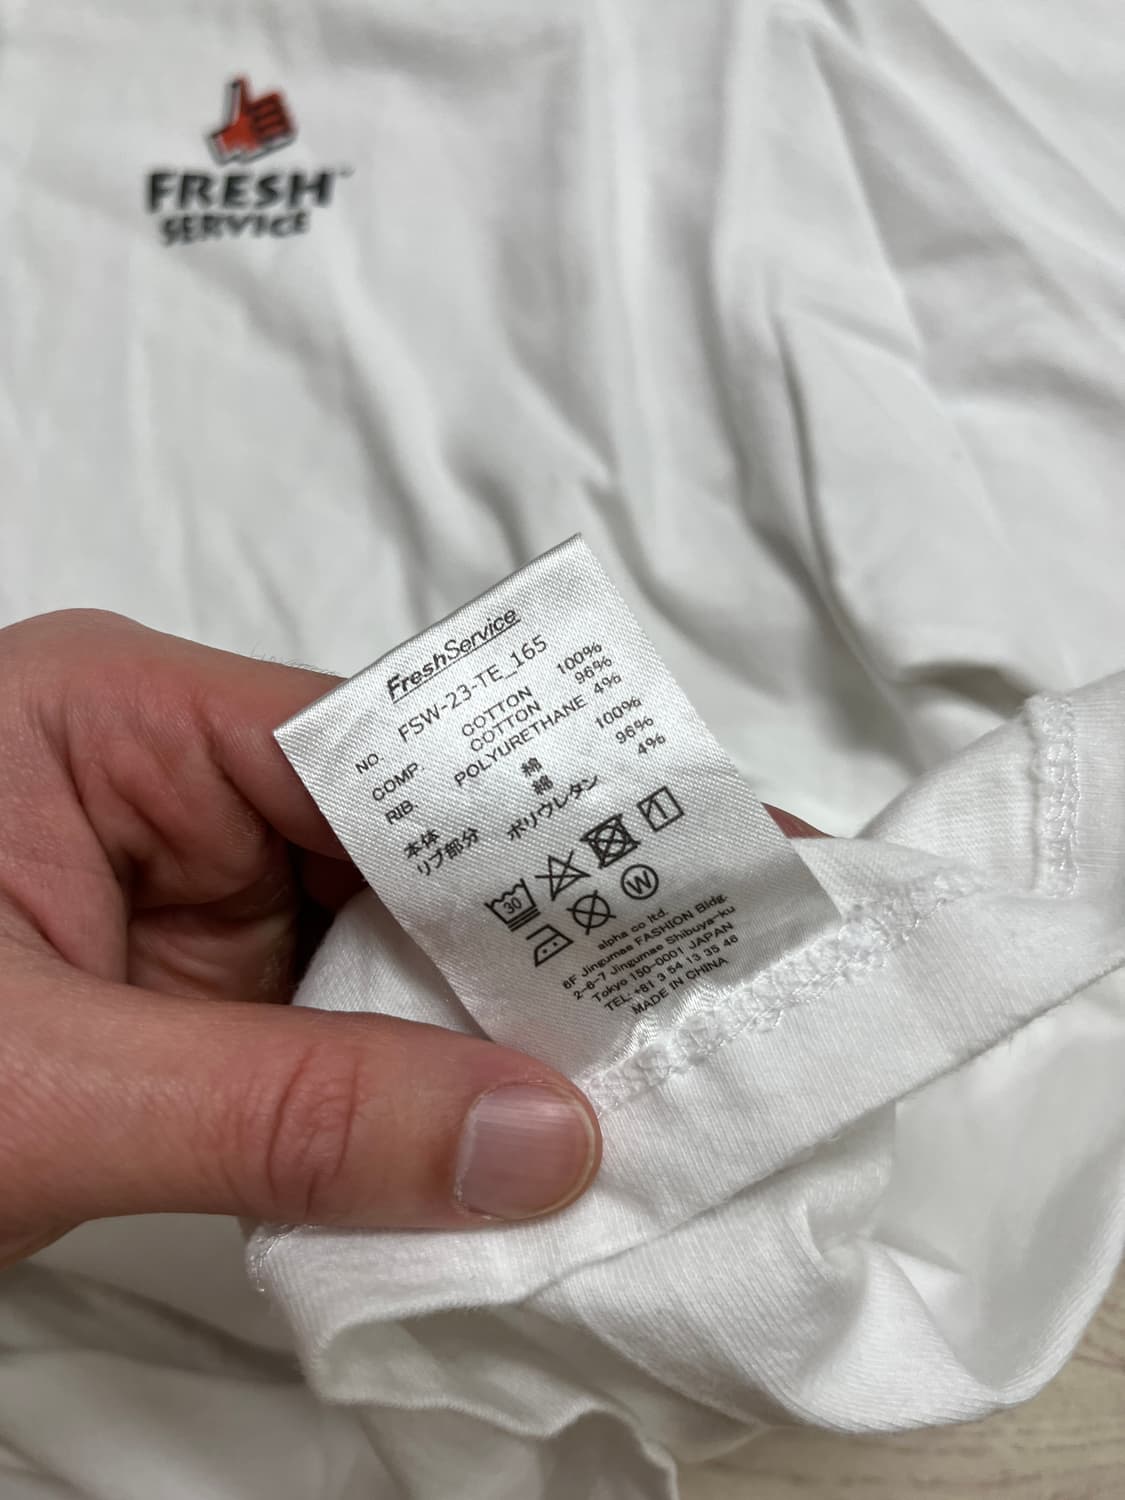 FRESH™
SERVICE
FreshService
NO. FSW-23-TE_165
COMP. COTTON 100%
RIB. COTTON 96%
POLYURETHANE 4%
本体 綿 100%
リブ部分 綿 96%
ポリウレタン 4%
30
1
W
alpha co ltd.
6F Jingumae FASHION Bldg.
2-6-7 Jingumae Shibuya-ku
Tokyo 150-0001 JAPAN
TEL:+81 3 54 13 35 46
MADE IN CHINA